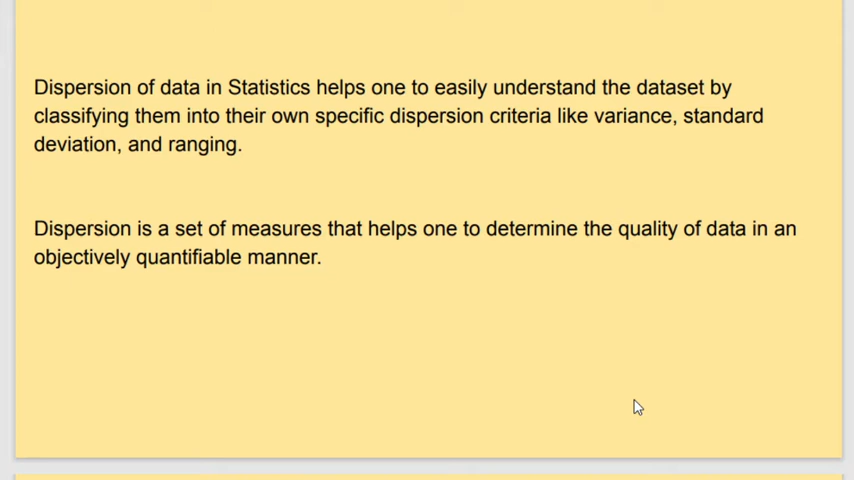 Dispersion of data in Statistics helps one to easily understand the dataset by
classifying them into their own specific dispersion criteria like variance, standard
deviation, and ranging.
Dispersion is a set of measures that helps one to determine the quality of data in an
objectively quantifiable manner.